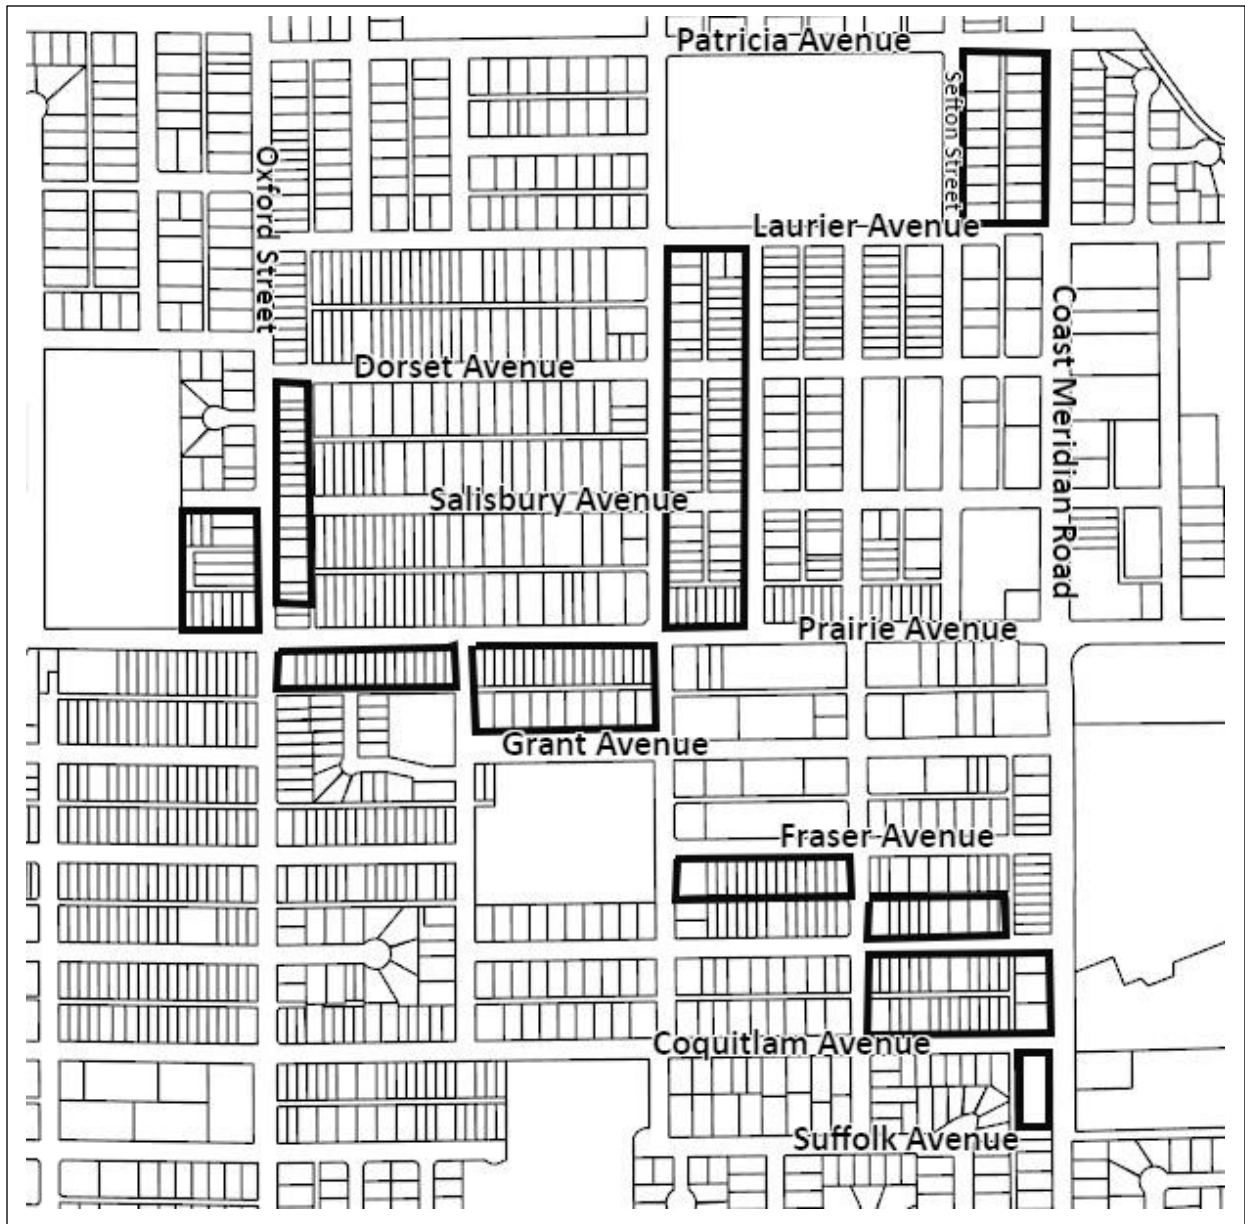 Patricia Avenue
Sefton Street
Oxford Street
Laurier Avenue
Coast Meridian Road
Dorset Avenue
Salisbury Avenue
Prairie Avenue
Grant Avenue
Fraser Avenue
Coquitlam Avenue
Suffolk Avenue